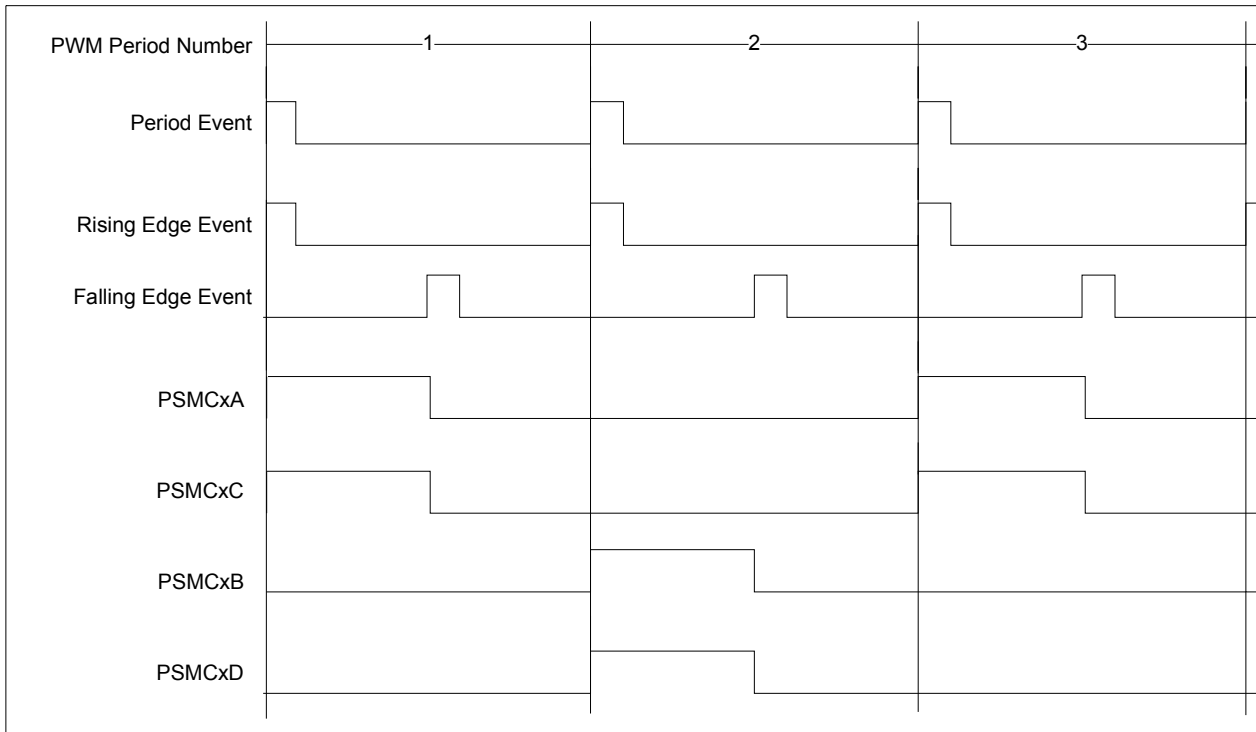 PWM Period Number
1
2
3
Period Event
Rising Edge Event
Falling Edge Event
PSMCxA
PSMCxC
PSMCxB
PSMCxD